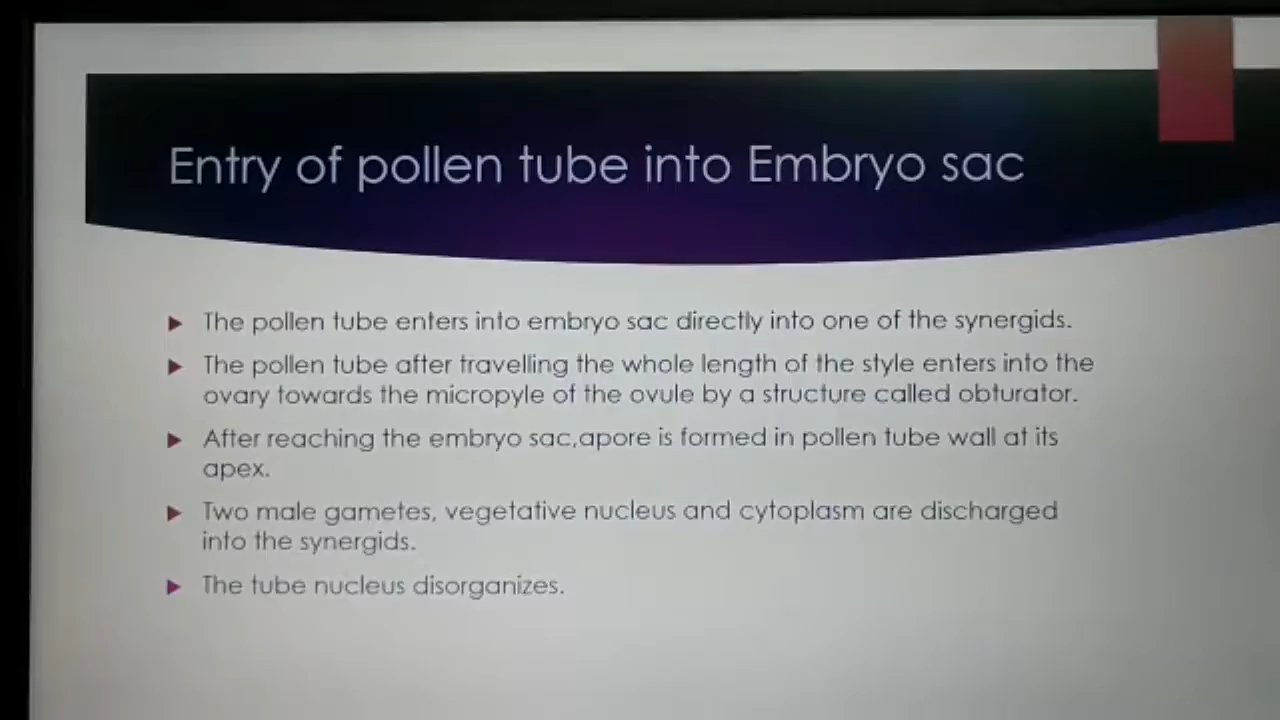 Entry of pollen tube into Embryo sac
The pollen tube enters into embryo sac directly into one of the synergids.
The pollen tube after travelling the whole length of the style enters into the
ovary towards the micropyle of the ovule by a structure called obturator.
After reaching the embryo sac,apore is formed in pollen tube wall at its
apex.
Two male gametes, vegetative nucleus and cytoplasm are discharged
into the synergids.
The tube nucleus disorganizes.